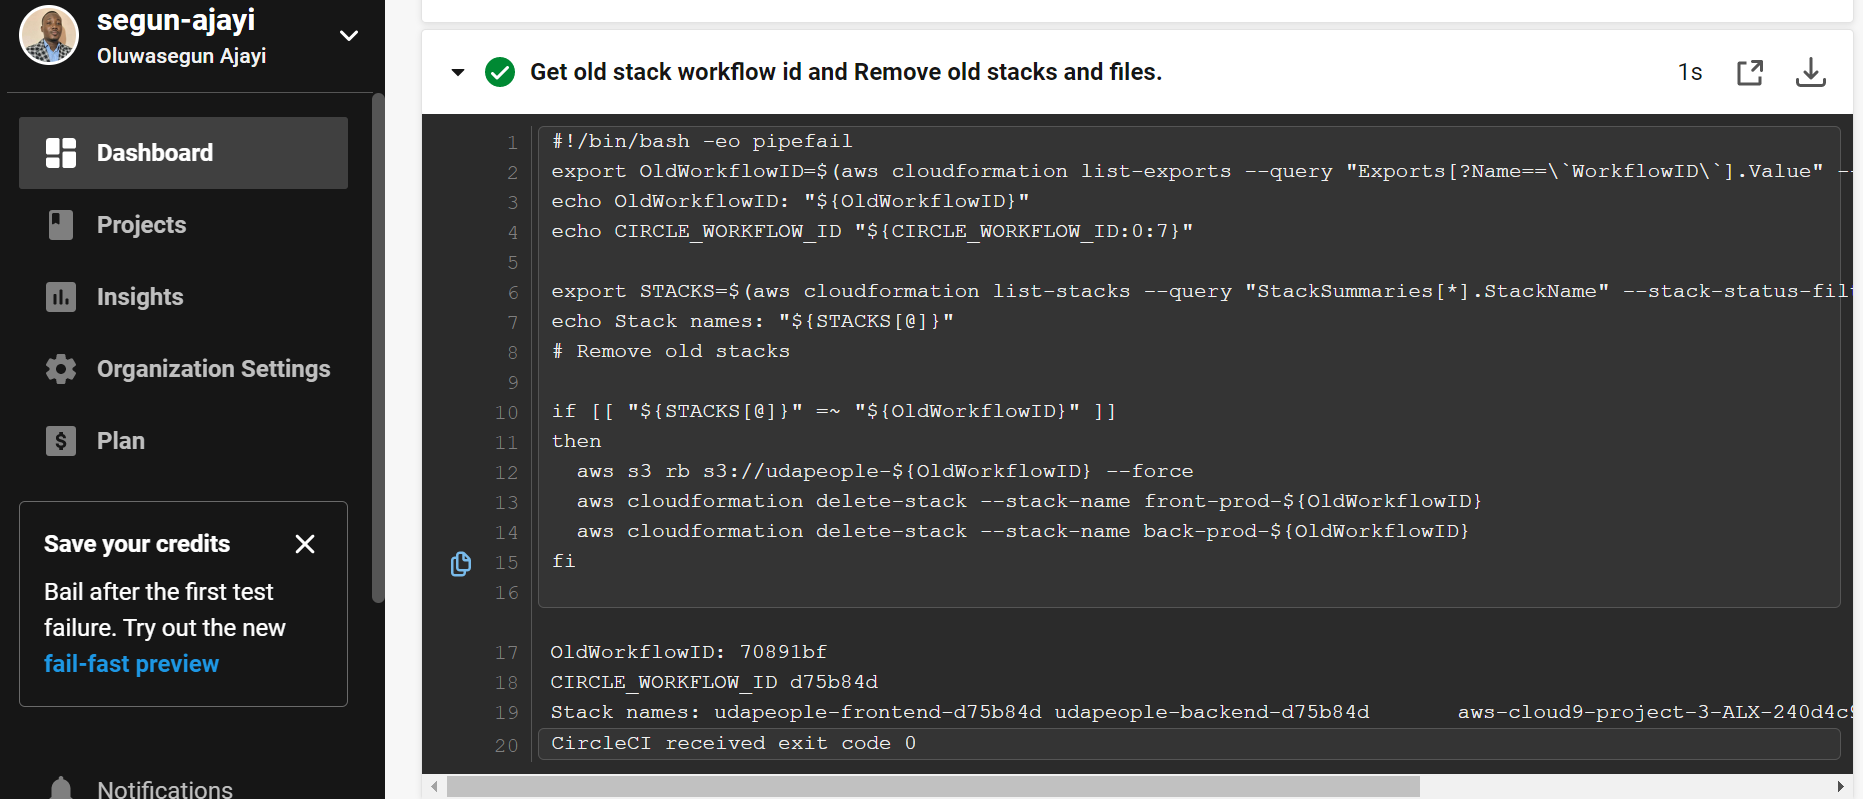 segun-ajayi
Oluwasegun Ajayi
Dashboard
Projects
Insights
Organization Settings
Plan
Save your credits
Bail after the first test
failure. Try out the new
fail-fast preview
Notifications
Get old stack workflow id and Remove old stacks and files.
1s
1 #!/bin/bash -eo pipefail
2 export OldWorkflowID=$(aws cloudformation list-exports --query "Exports[?Name==\`WorkflowID\`].Value" --
3 echo OldWorkflowID: "${OldWorkflowID}"
4 echo CIRCLE_WORKFLOW_ID "${CIRCLE_WORKFLOW_ID:0:7}"
5
6 export STACKS=$(aws cloudformation list-stacks --query "StackSummaries[*].StackName" --stack-status-filt
7 echo Stack names: "${STACKS[@]}"
8 # Remove old stacks
9
10 if [[ "${STACKS[@]}" =~ "${OldWorkflowID}" ]]
11 then
12   aws s3 rb s3://udapeople-${OldWorkflowID} --force
13   aws cloudformation delete-stack --stack-name front-prod-${OldWorkflowID}
14   aws cloudformation delete-stack --stack-name back-prod-${OldWorkflowID}
15 fi
16
17 OldWorkflowID: 70891bf
18 CIRCLE_WORKFLOW_ID d75b84d
19 Stack names: udapeople-frontend-d75b84d udapeople-backend-d75b84d aws-cloud9-project-3-ALX-240d4c9
20 CircleCI received exit code 0